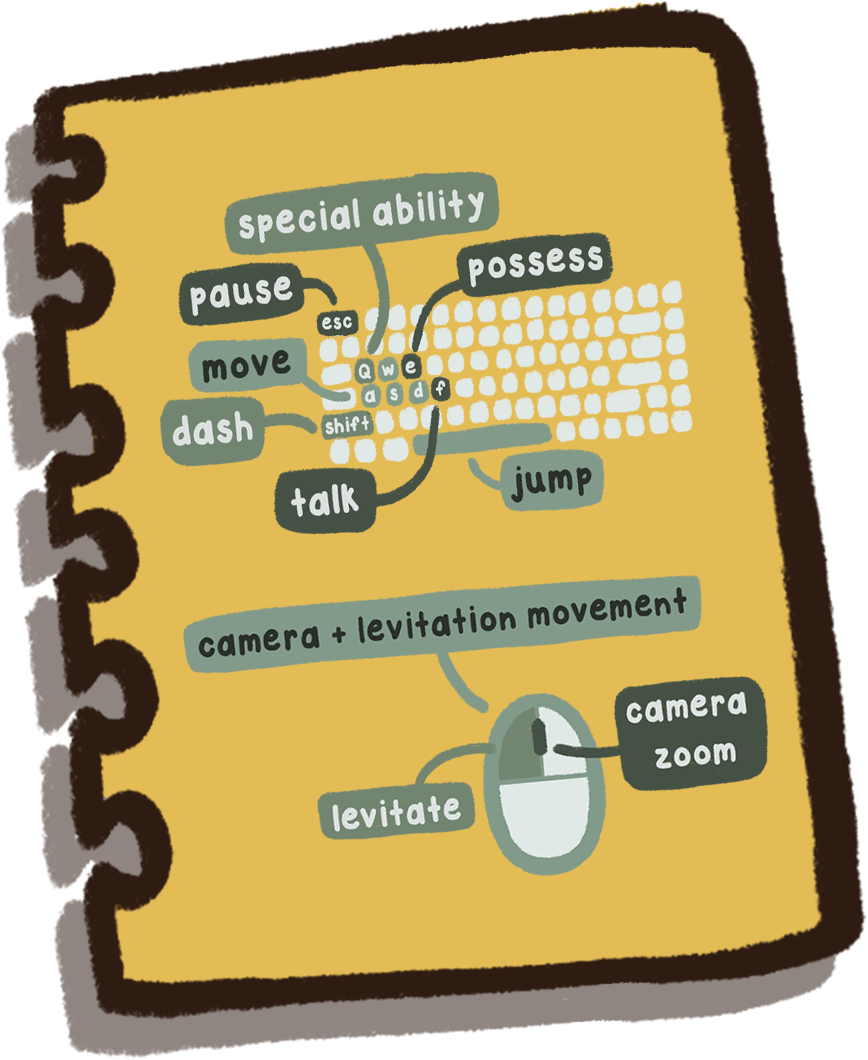 special ability
possess
pause
esc
move
Q w e
a s d f
dash
shift
talk
jump
camera + levitation movement
camera
zoom
levitate